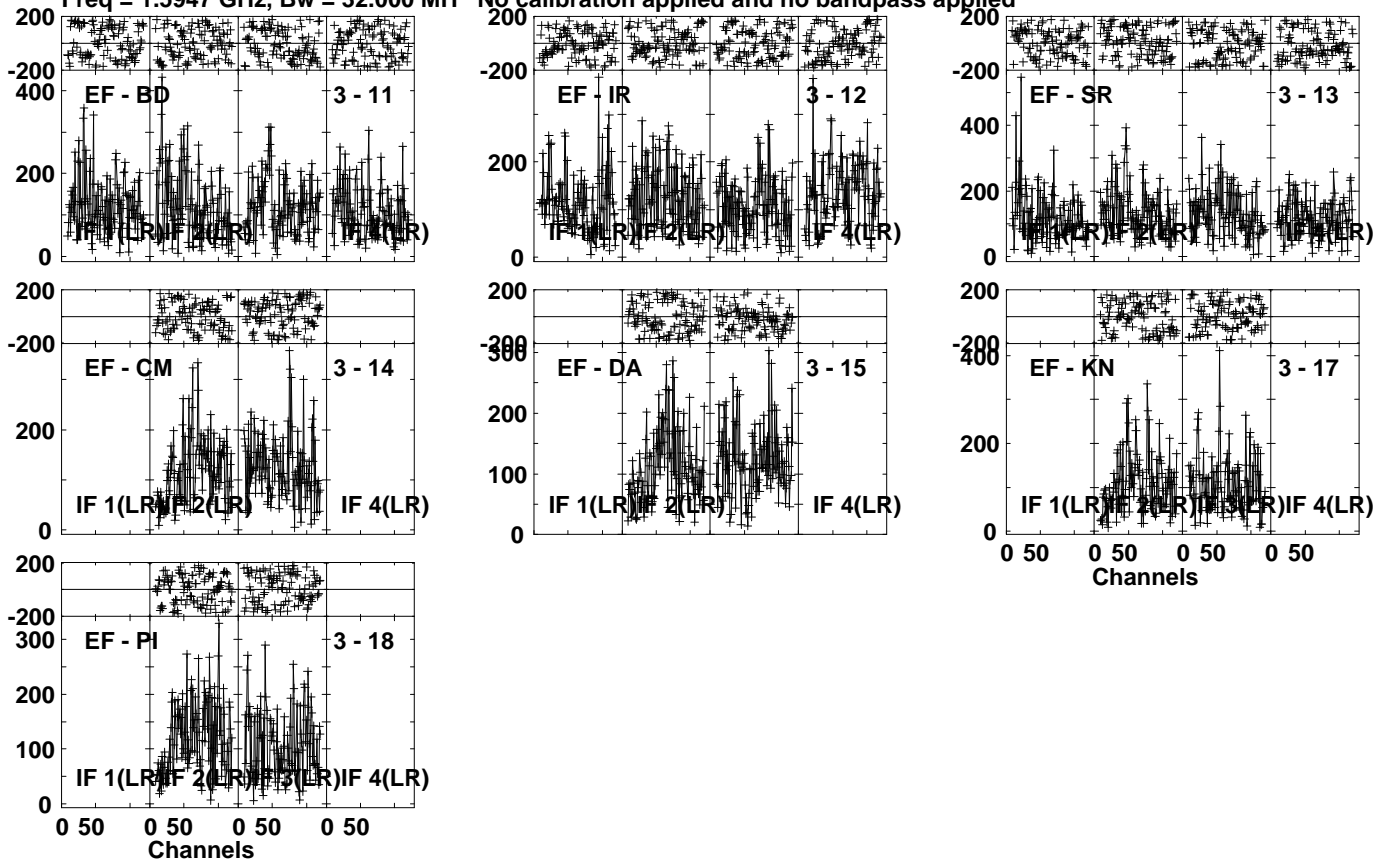 Freq = 1.5947 GHz, Bw = 32.000 MH No calibration applied and no bandpass applied
200
-200
400
200
0
EF - BD
3 - 11
IF 1(LR)
IF 2(LR)
IF 4(LR)
200
-200
200
0
EF - IR
3 - 12
IF 1(LR)
IF 2(LR)
IF 4(LR)
200
-200
400
200
0
EF - SR
3 - 13
IF 1(LR)
IF 2(LR)
IF 4(LR)
200
-200
200
0
EF - CM
3 - 14
IF 1(LR)
IF 2(LR)
IF 4(LR)
200
-200
300
200
100
0
EF - DA
3 - 15
IF 1(LR)
IF 2(LR)
IF 4(LR)
200
-200
400
200
0
EF - KN
3 - 17
IF 1(LR)
IF 2(LR)
IF 3(LR)
IF 4(LR)
0 50 0 50 0 50 0 50
Channels
200
-200
300
200
100
0
EF - PI
3 - 18
IF 1(LR)
IF 2(LR)
IF 3(LR)
IF 4(LR)
0 50 0 50 0 50 0 50
Channels